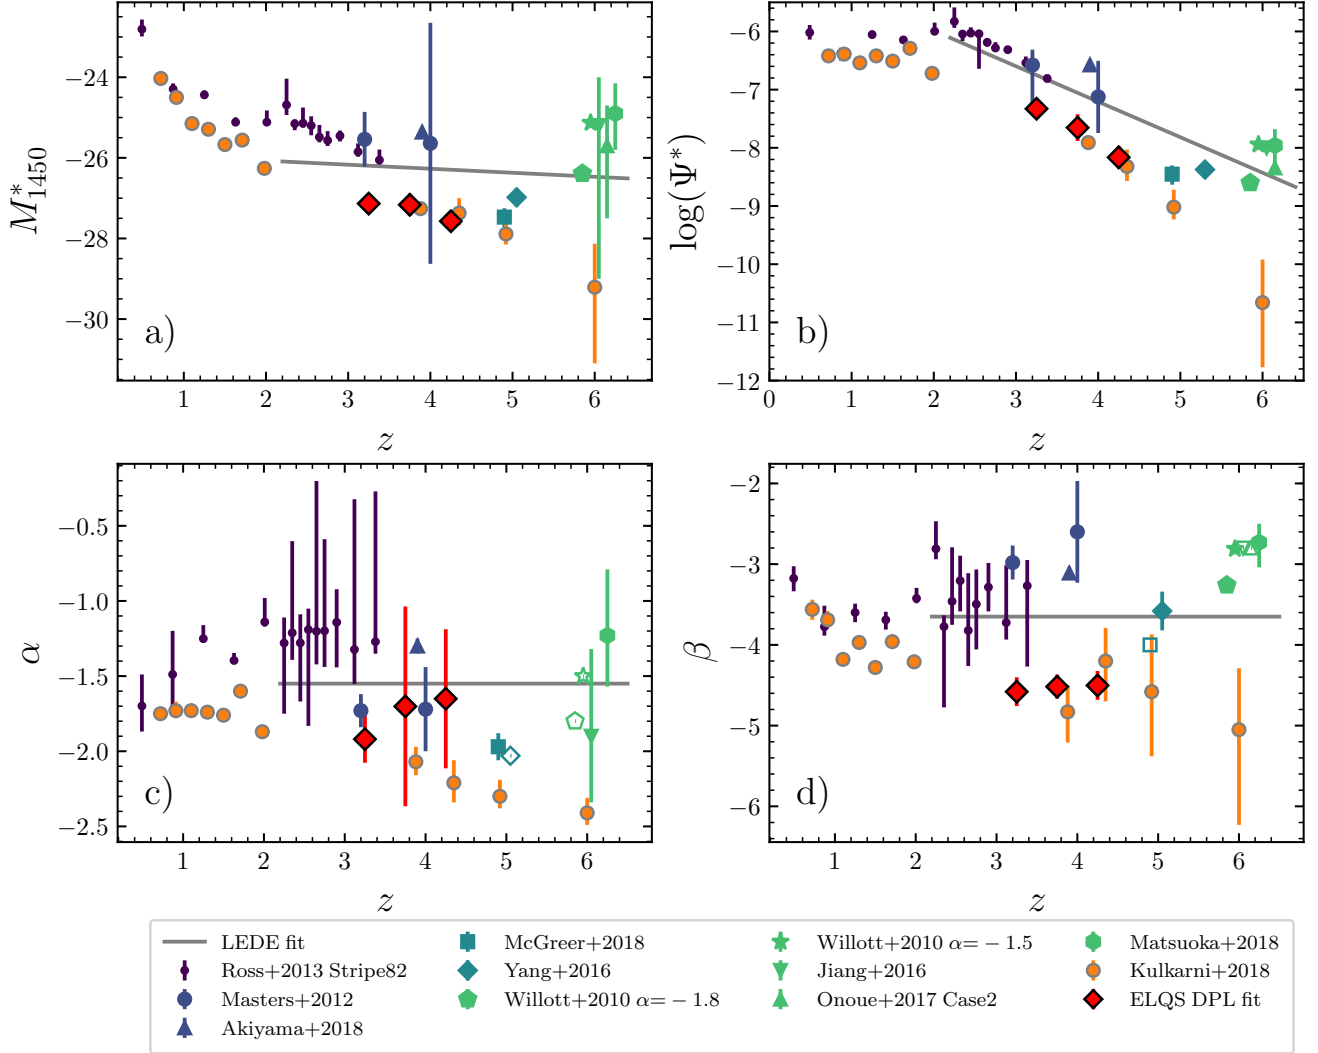 −24
−26
−28
−30
M*1450
a)
1 2 3 4 5 6
z
−6
−7
−8
−9
−10
−11
−12
log(Ψ*)
b)
0 1 2 3 4 5 6
z
−0.5
−1.0
−1.5
−2.0
−2.5
α
c)
1 2 3 4 5 6
z
−2
−3
−4
−5
−6
β
d)
1 2 3 4 5 6
z
LEDE fit
Ross+2013 Stripe82
Masters+2012
Akiyama+2018
McGreer+2018
Yang+2016
Willott+2010 α= − 1.8
Willott+2010 α= − 1.5
Jiang+2016
Onoue+2017 Case2
Matsuoka+2018
Kulkarni+2018
ELQS DPL fit